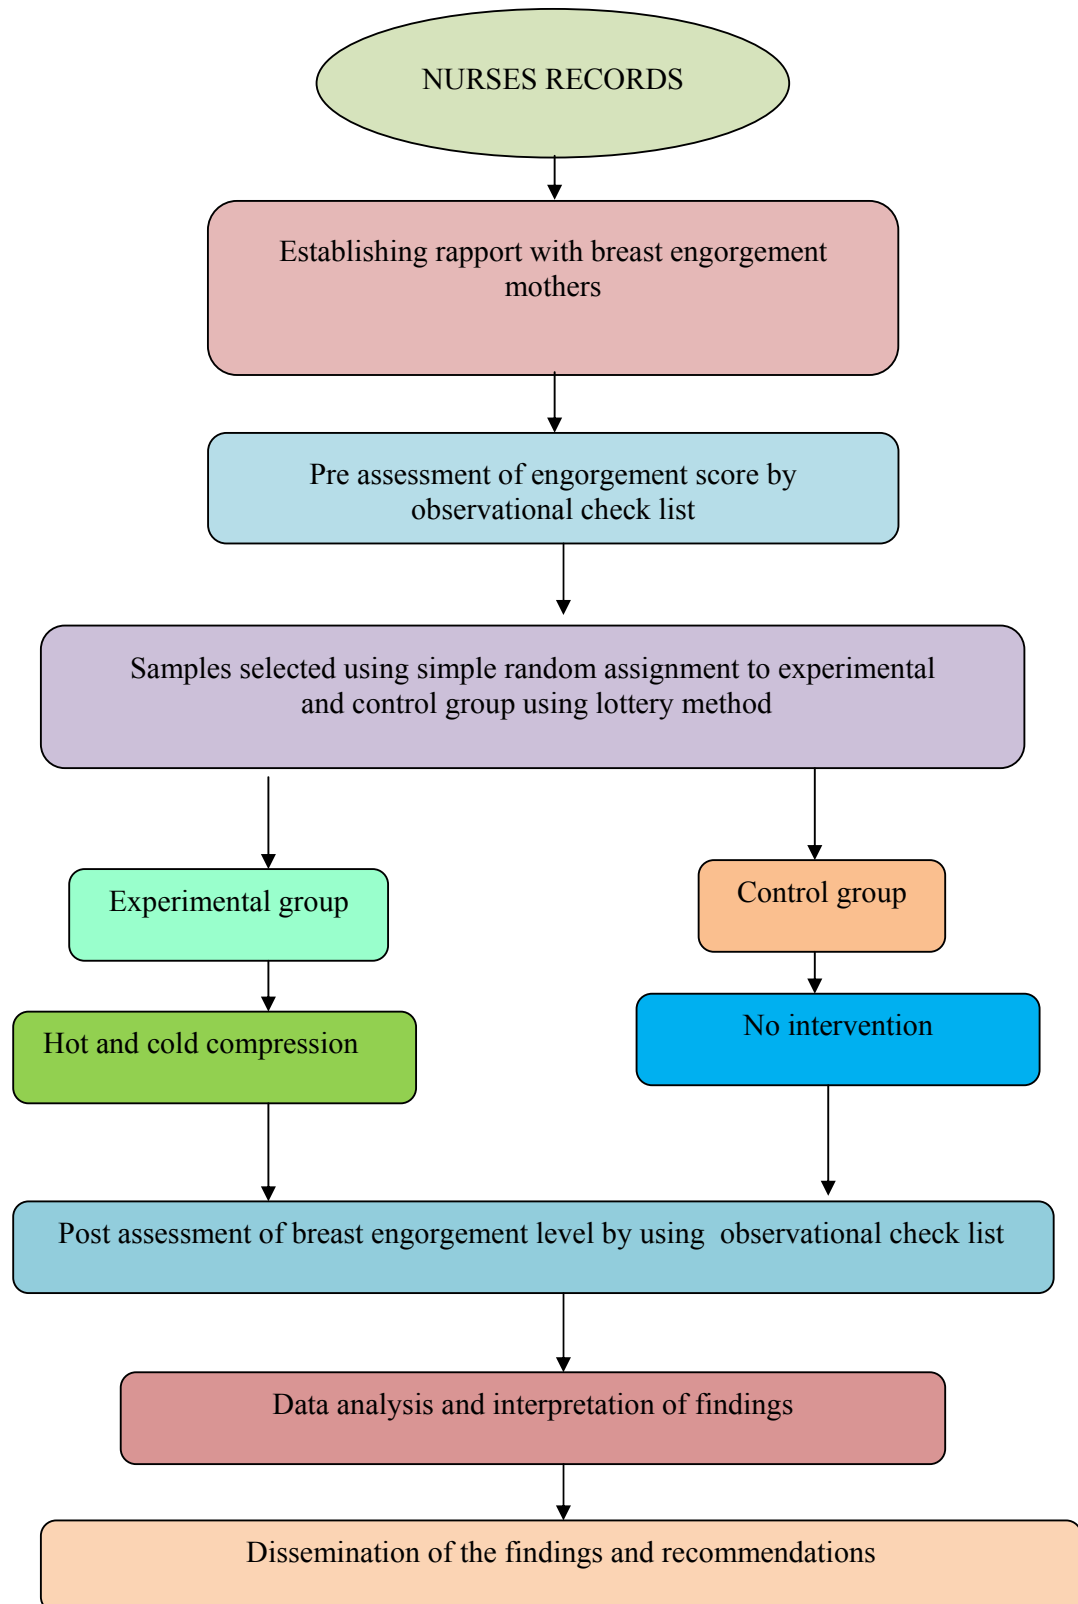 NURSES RECORDS
Establishing rapport with breast engorgement
mothers
Pre assessment of engorgement score by
observational check list
Samples selected using simple random assignment to experimental
and control group using lottery method
Experimental group
Control group
Hot and cold compression
No intervention
Post assessment of breast engorgement level by using  observational check list
Data analysis and interpretation of findings
Dissemination of the findings and recommendations